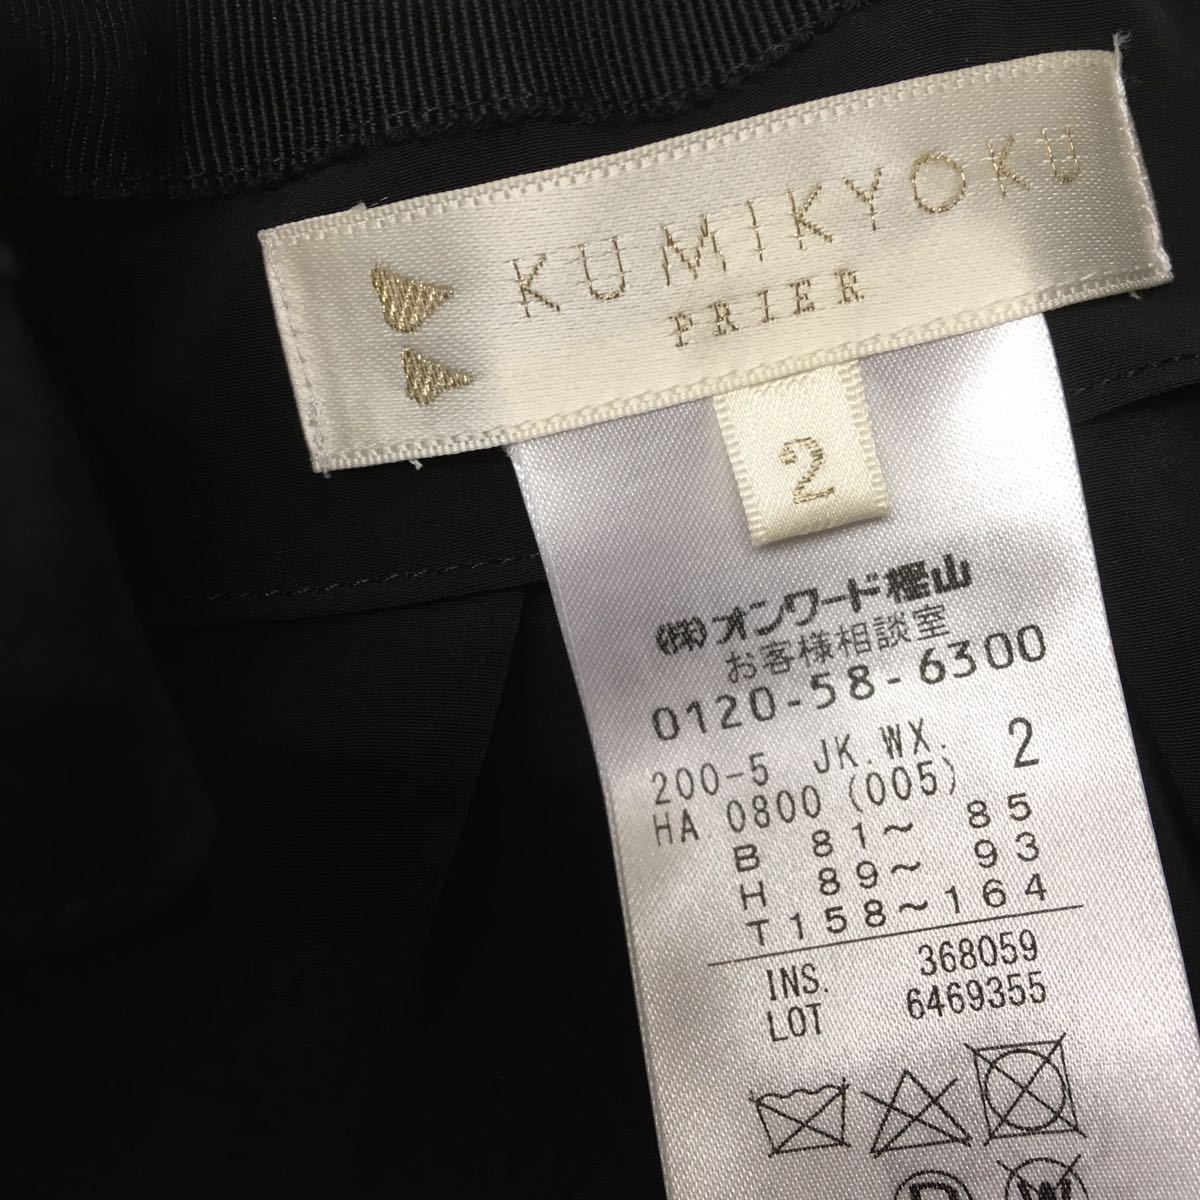 KUMIKYOKU
PRIER
2
(株)オンワード樫山
お客様相談室
0120-58-6300
200-5 JK.WX. 2
HA 0800 (005)
B 81~ 85
H 89~ 93
T158~164
INS. 368059
LOT 6469355